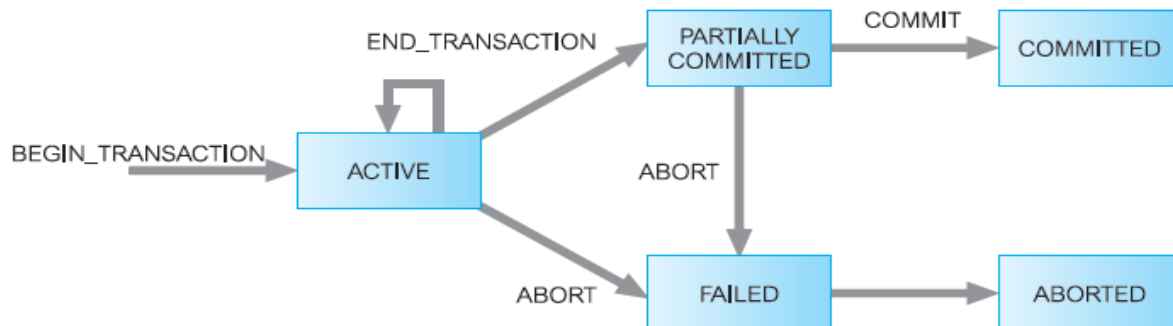 COMMIT
END_TRANSACTION
PARTIALLY
COMMITTED
COMMITTED
BEGIN_TRANSACTION
ACTIVE
ABORT
ABORT
FAILED
ABORTED